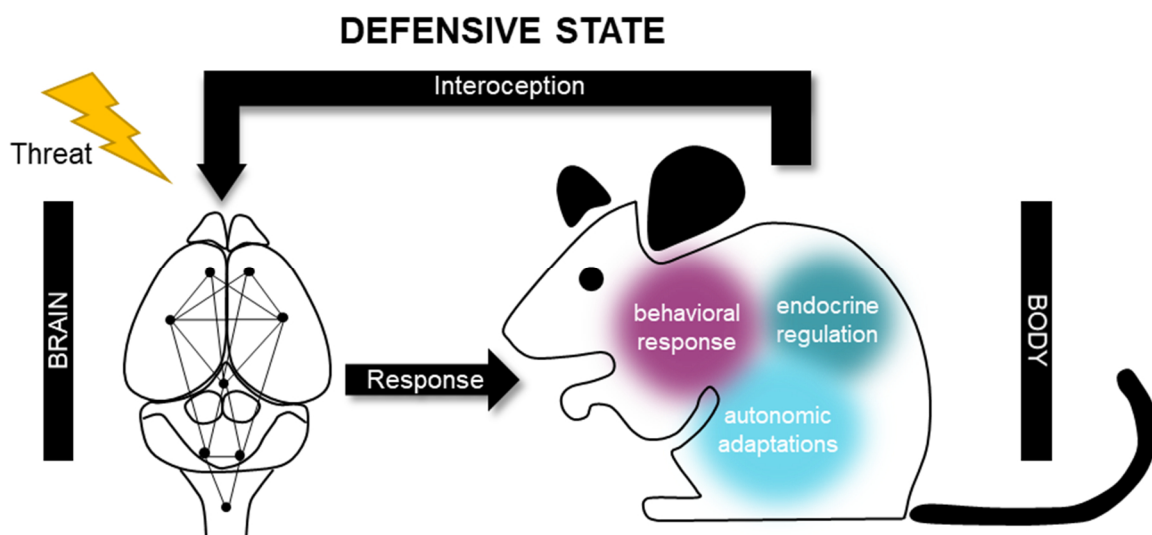 DEFENSIVE STATE
Interoception
Threat
BRAIN
Response
behavioral
response
endocrine
regulation
autonomic
adaptations
BODY